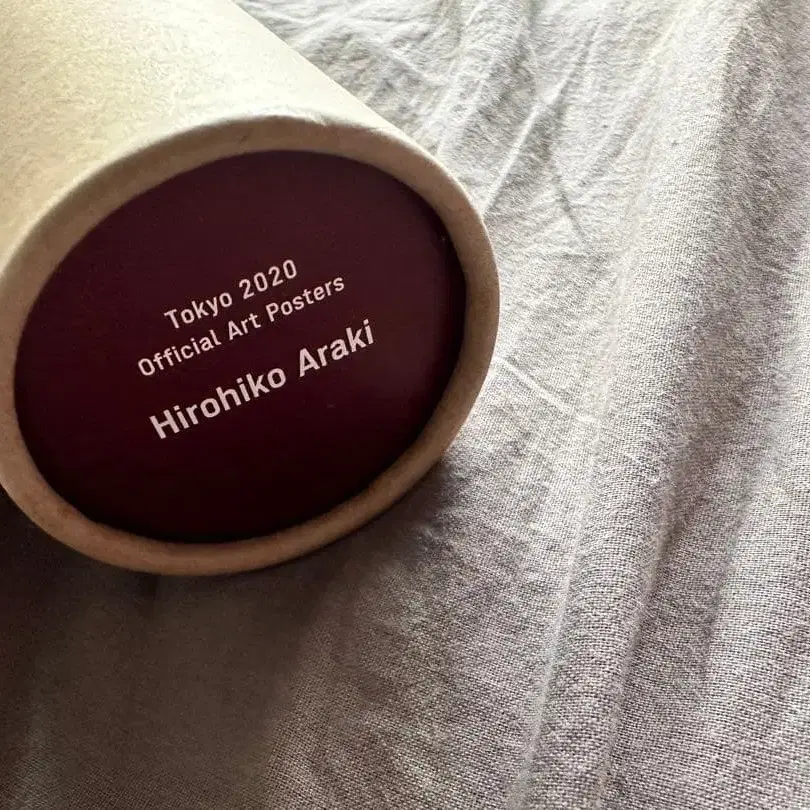 Tokyo 2020
Official Art Posters
Hirohiko Araki